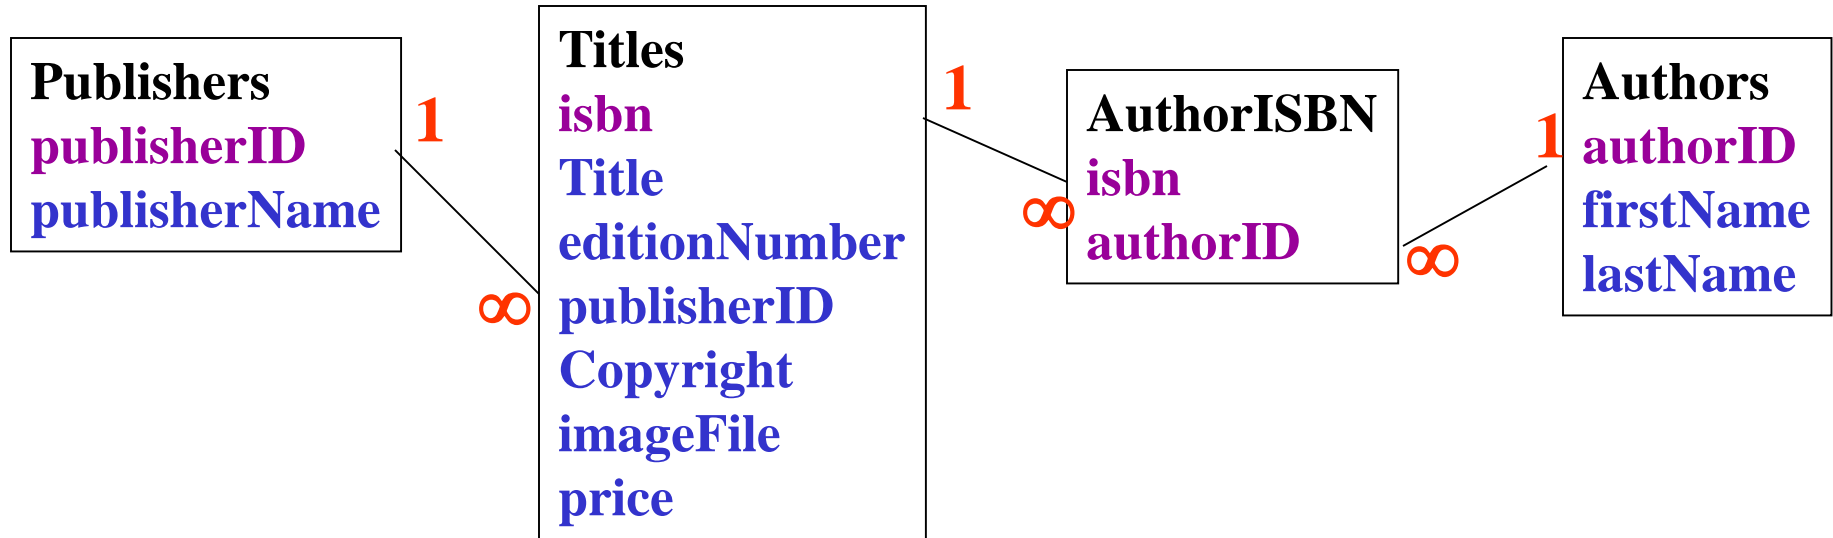 Publishers
publisherID
publisherName
1
∞
Titles
isbn
Title
editionNumber
publisherID
Copyright
imageFile
price
1
∞
AuthorISBN
isbn
authorID
∞
1
Authors
authorID
firstName
lastName